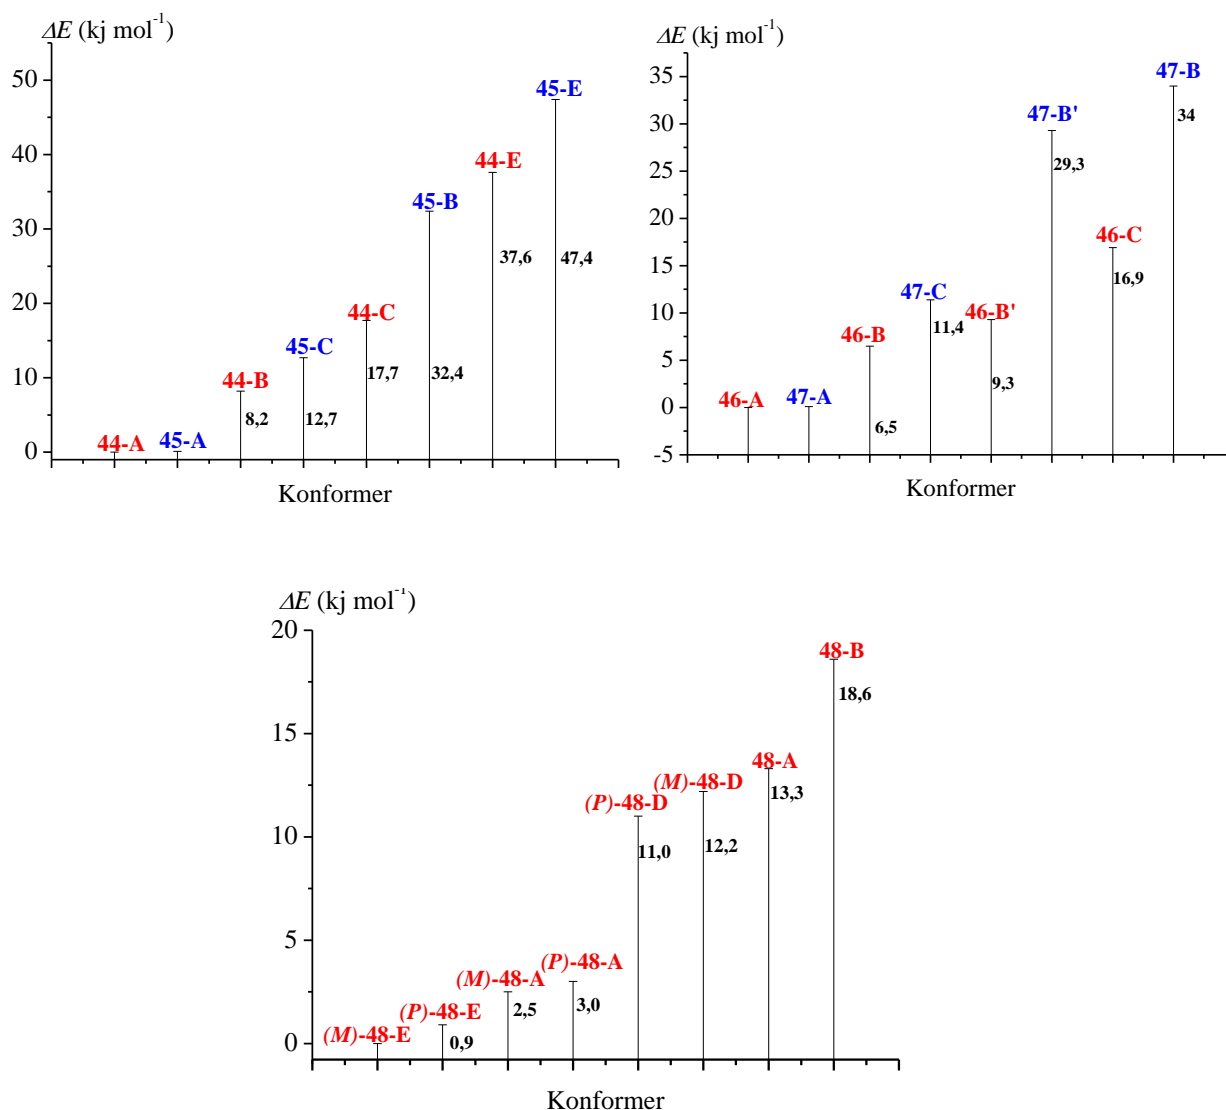 ΔE (kj mol⁻¹)
50
40
30
20
10
0
44-A
45-A
44-B
8,2
45-C
12,7
44-C
17,7
45-B
32,4
44-E
37,6
45-E
47,4
Konformer
ΔE (kj mol⁻¹)
35
30
25
20
15
10
5
0
-5
46-A
47-A
46-B
6,5
47-C
11,4
46-B'
9,3
47-B'
29,3
46-C
16,9
47-B
34
Konformer
ΔE (kj mol⁻¹)
20
15
10
5
0
(M)-48-E
(P)-48-E
0,9
(M)-48-A
2,5
(P)-48-A
3,0
(P)-48-D
11,0
(M)-48-D
12,2
48-A
13,3
48-B
18,6
Konformer